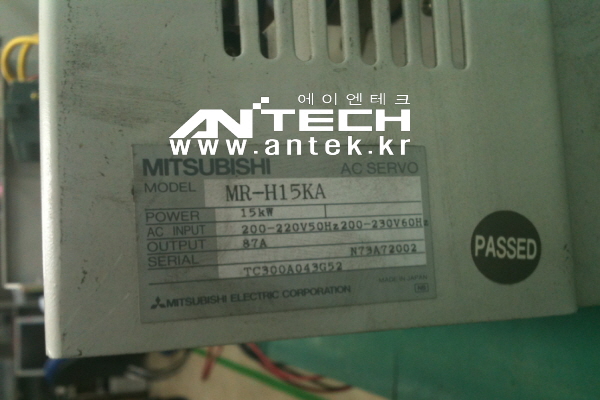 에이엔테크
ANTECH
www.antek.kr
MITSUBISHI AC SERVO
MODEL MR-H15KA
POWER 15kW
AC INPUT 200-220V50Hz200-230V60Hz
OUTPUT 87A N73A72002
SERIAL TC300A043G52
MADE IN JAPAN
MITSUBISHI ELECTRIC CORPORATION
PASSED